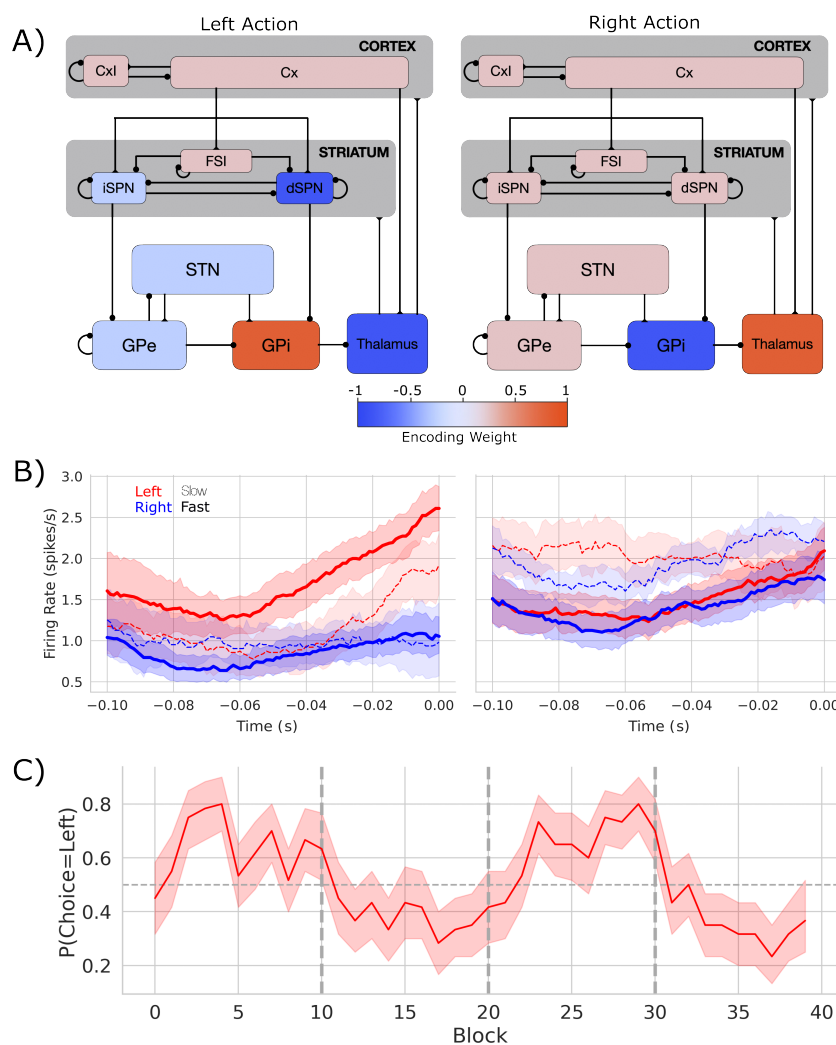 A)
Left Action
Right Action
CORTEX
CxI
Cx
CORTEX
CxI
Cx
STRIATUM
FSI
iSPN
dSPN
STRIATUM
FSI
iSPN
dSPN
STN
STN
GPe
GPi
Thalamus
GPe
GPi
Thalamus
-1
-0.5
0
0.5
1
Encoding Weight
B)
Firing Rate (spikes/s)
3.0
2.5
2.0
1.5
1.0
0.5
Left
Slow
Right
Fast
−0.10
−0.08
−0.06
−0.04
−0.02
0.00
Time (s)
−0.10
−0.08
−0.06
−0.04
−0.02
0.00
Time (s)
C)
P(Choice=Left)
0.8
0.6
0.4
0.2
0
5
10
15
20
25
30
35
40
Block